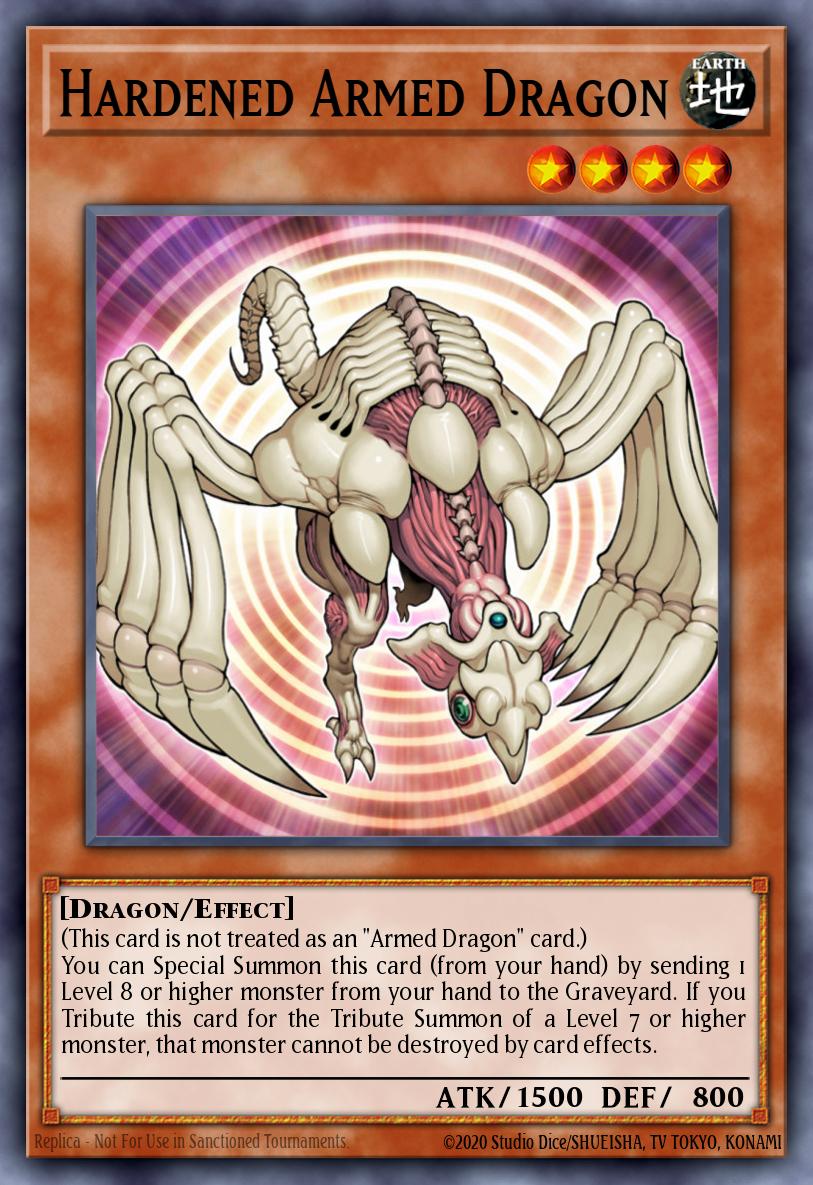 Hardened Armed Dragon
EARTH
地
[Dragon/Effect]
(This card is not treated as an "Armed Dragon" card.)
You can Special Summon this card (from your hand) by sending 1
Level 8 or higher monster from your hand to the Graveyard. If you
Tribute this card for the Tribute Summon of a Level 7 or higher
monster, that monster cannot be destroyed by card effects.
ATK/1500 DEF/ 800
Replica - Not For Use in Sanctioned Tournaments.
©2020 Studio Dice/SHUEISHA, TV TOKYO, KONAMI